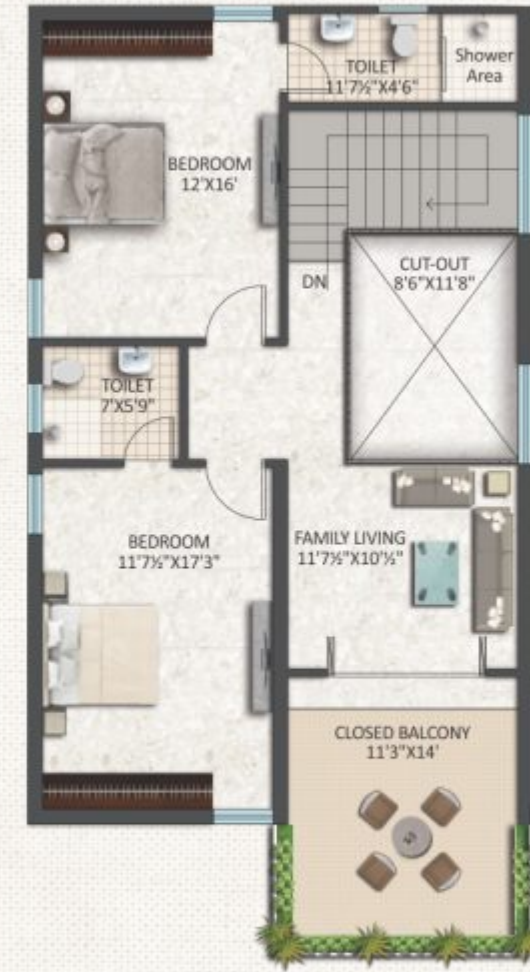 TOILET
11'7½"X4'6"
Shower
Area
BEDROOM
12'X16'
CUT-OUT
8'6"X11'8"
DN
TOILET
7'X5'9"
BEDROOM
11'7½"X17'3"
FAMILY LIVING
11'7½"X10'½"
CLOSED BALCONY
11'3"X14'